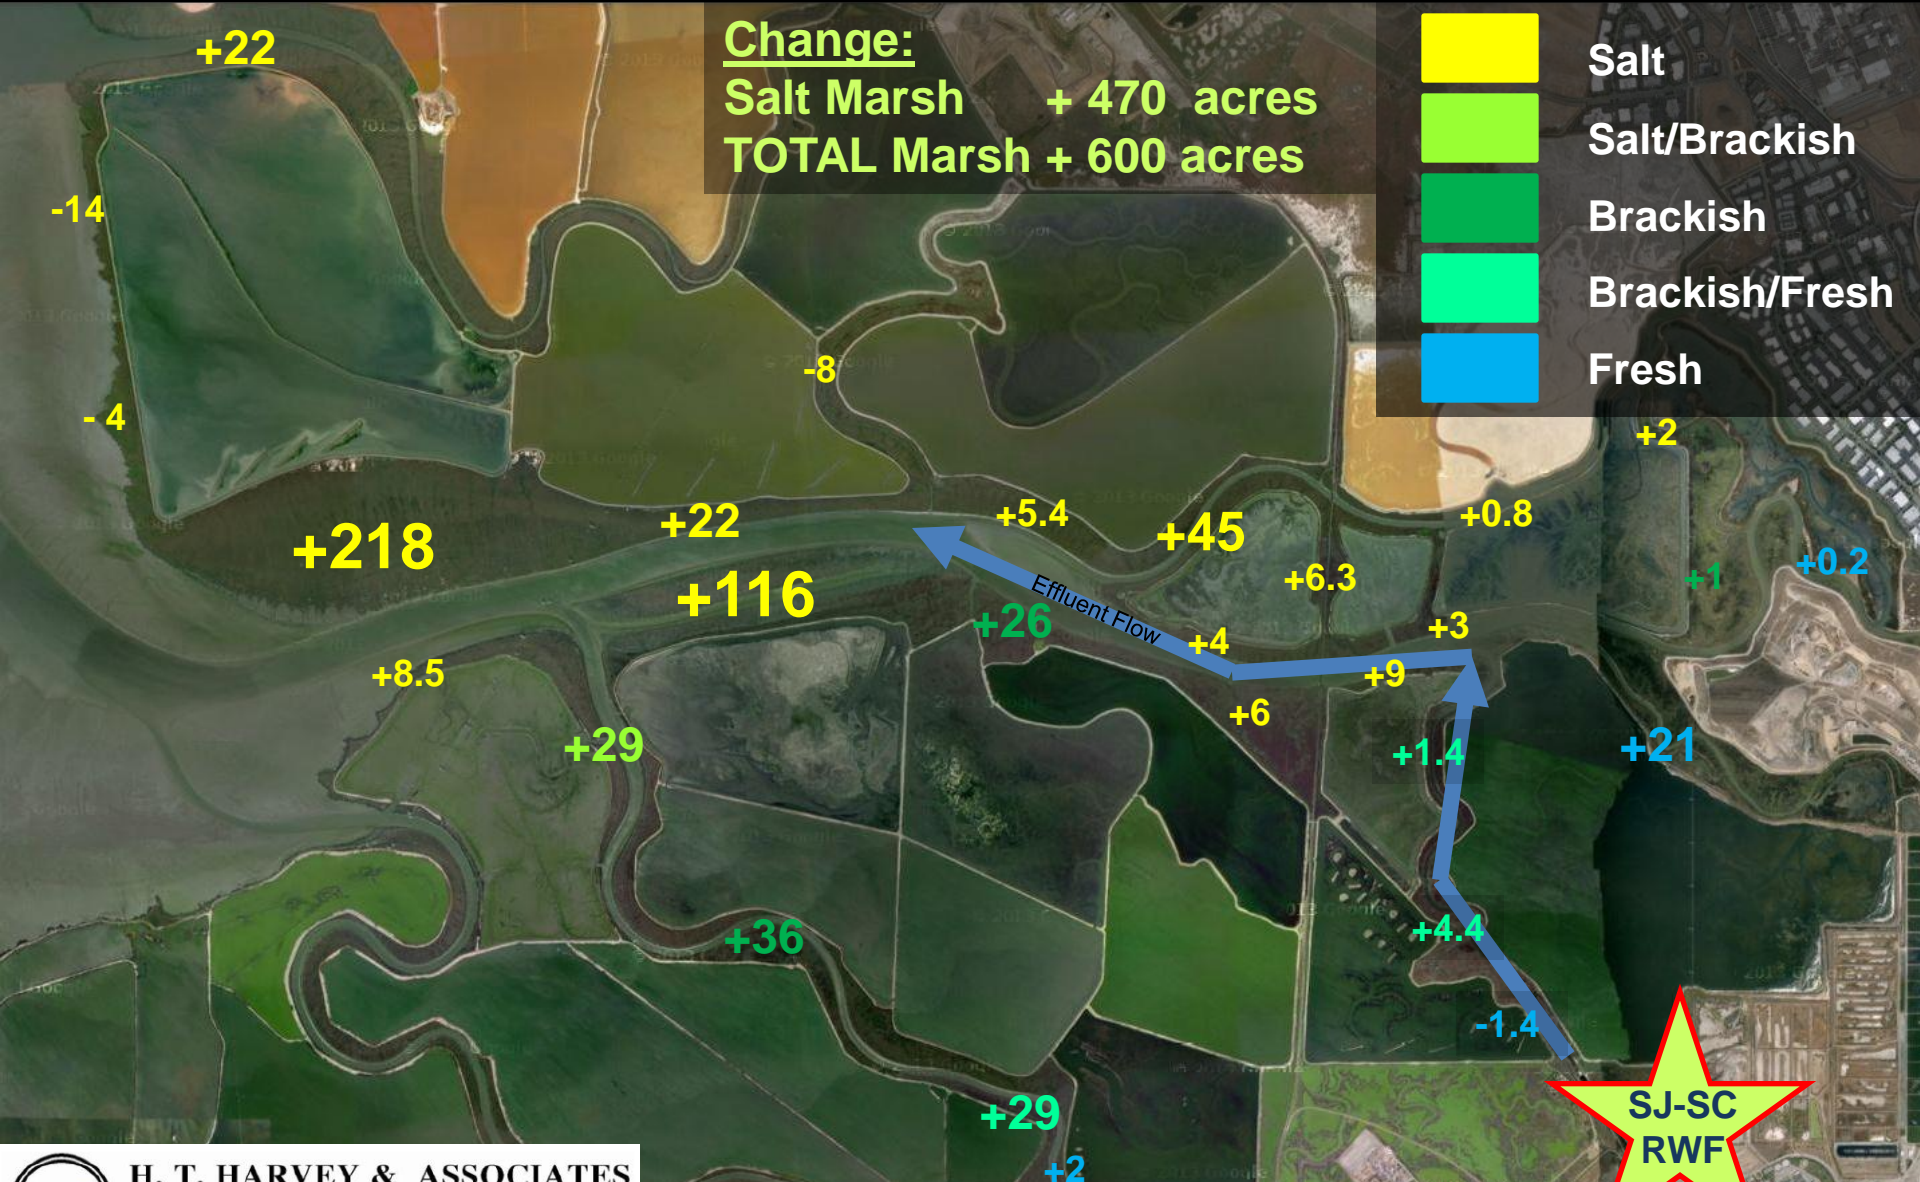 Change:
Salt Marsh + 470 acres
TOTAL Marsh + 600 acres
Salt
Salt/Brackish
Brackish
Brackish/Fresh
Fresh
+22
-14
-8
- 4
+2
+218
+22
+5.4
+45
+0.8
+116
+6.3
+1
+0.2
+26
Effluent Flow
+4
+3
+8.5
+9
+6
+29
+1.4
+21
+36
+4.4
-1.4
+29
+2
SJ-SC
RWF
H. T. HARVEY & ASSOCIATES